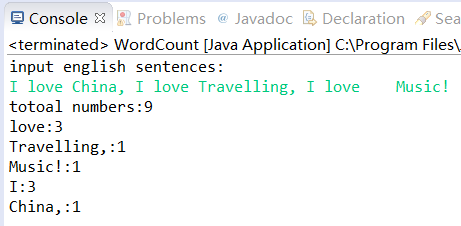 Console Problems @ Javadoc Declaration Sea
<terminated> WordCount [Java Application] C:\Program Files\
input english sentences:
I love China, I love Travelling, I love    Music!
totoal numbers:9
love:3
Travelling,:1
Music!:1
I:3
China,:1